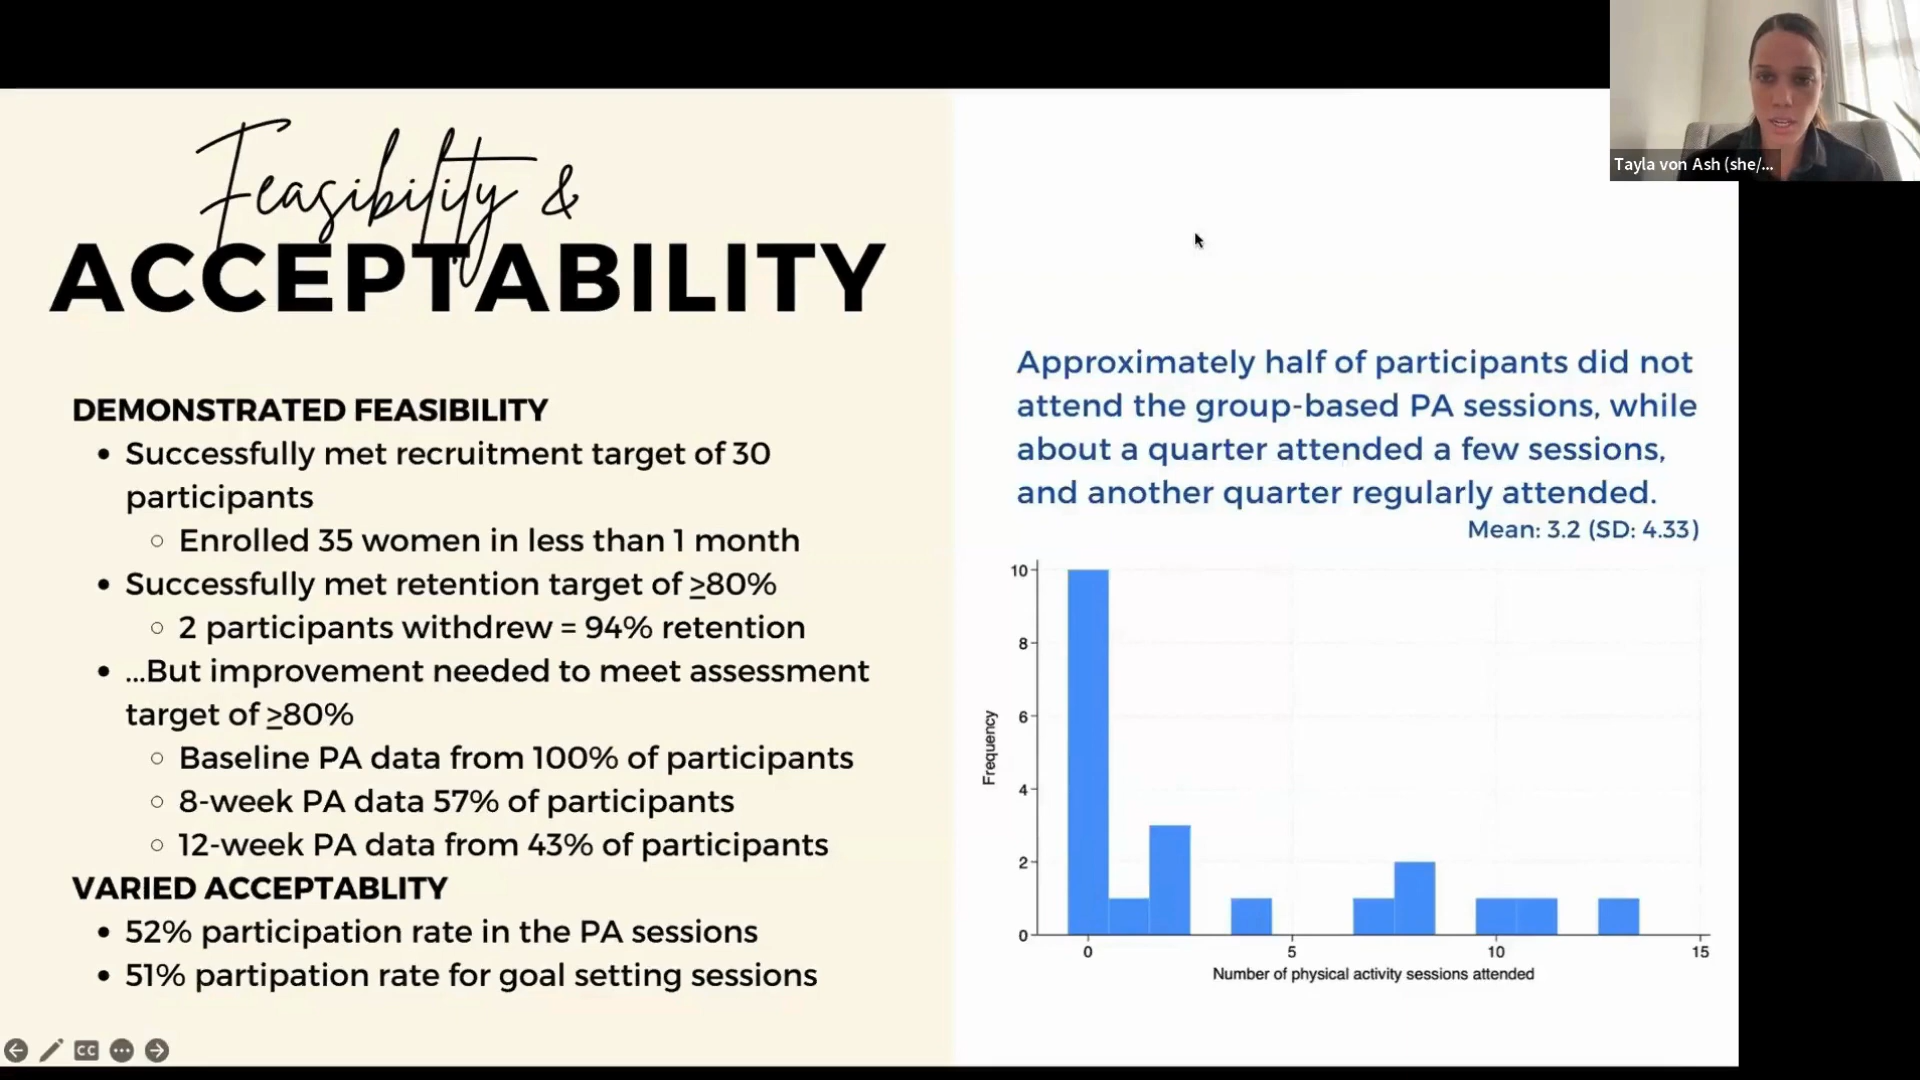 Feasibility &
ACCEPTABILITY
DEMONSTRATED FEASIBILITY
• Successfully met recruitment target of 30
participants
○ Enrolled 35 women in less than 1 month
• Successfully met retention target of ≥80%
○ 2 participants withdrew = 94% retention
• ...But improvement needed to meet assessment
target of ≥80%
○ Baseline PA data from 100% of participants
○ 8-week PA data 57% of participants
○ 12-week PA data from 43% of participants
VARIED ACCEPTABLITY
• 52% participation rate in the PA sessions
• 51% partipation rate for goal setting sessions
CC
Tayla von Ash (she/...
Approximately half of participants did not
attend the group-based PA sessions, while
about a quarter attended a few sessions,
and another quarter regularly attended.
Mean: 3.2 (SD: 4.33)
10
8
6
4
2
0
Frequency
0 5 10 15
Number of physical activity sessions attended